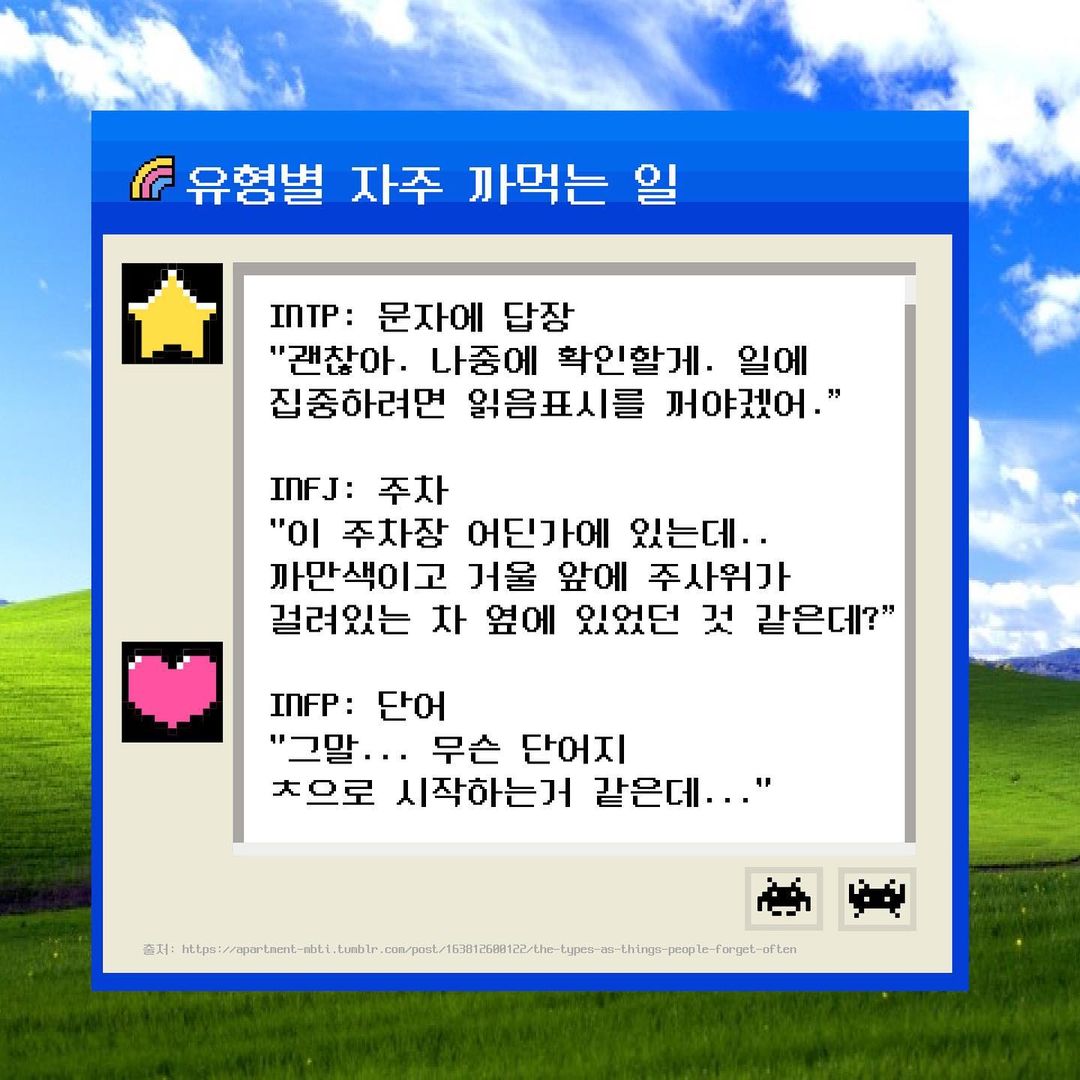 유형별 자주 까먹는 일
INTP: 문자에 답장
"괜찮아. 나중에 확인할게. 일에
집중하려면 읽음표시를 꺼야겠어."
INFJ: 주차
"이 주차장 어딘가에 있는데..
까만색이고 거울 앞에 주사위가
걸려있는 차 옆에 있었던 것 같은데?"
INFP: 단어
"그말... 무슨 단어지
ㅊ으로 시작하는거 같은데..."
출처: https://apartment-mbti.tumblr.com/post/163812600122/the-types-as-things-people-forget-often